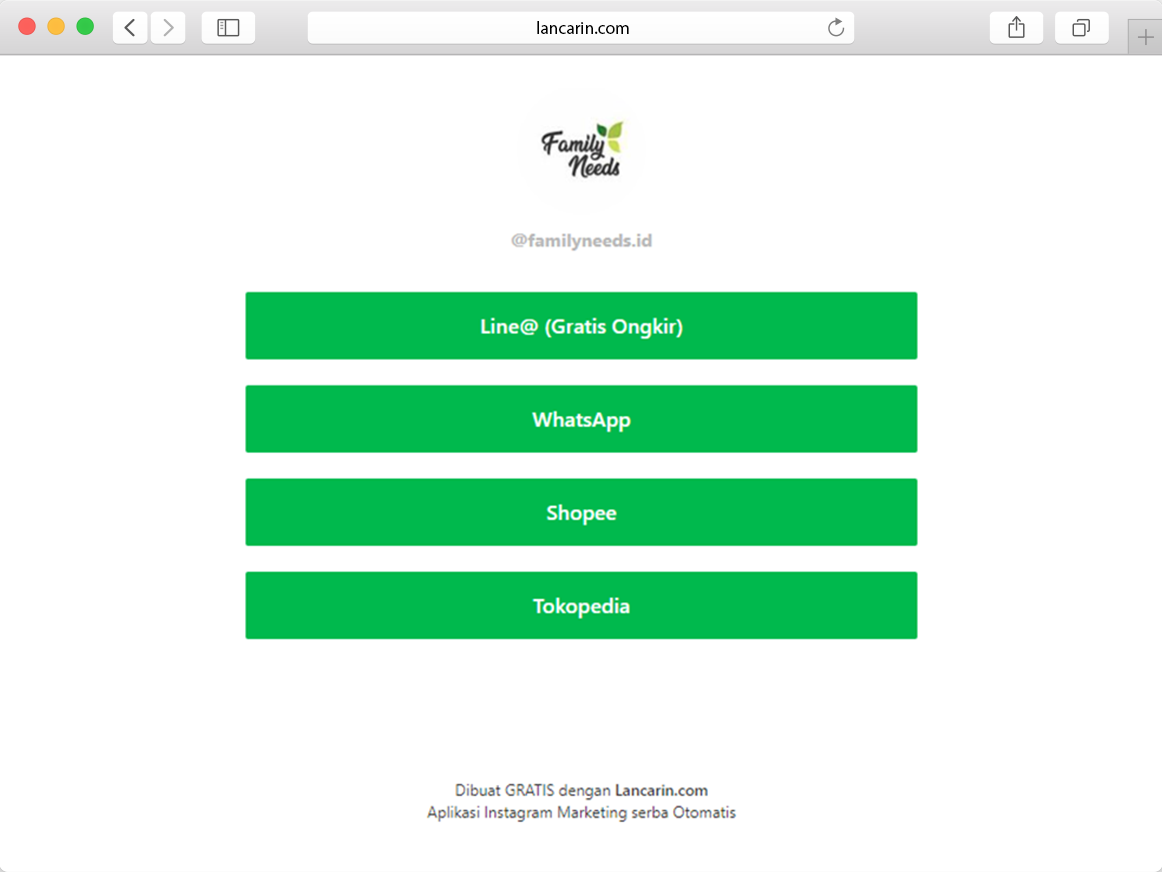 lancarin.com
Family
Needs
@familyneeds.id
Line@ (Gratis Ongkir)
WhatsApp
Shopee
Tokopedia
Dibuat GRATIS dengan Lancarin.com
Aplikasi Instagram Marketing serba Otomatis